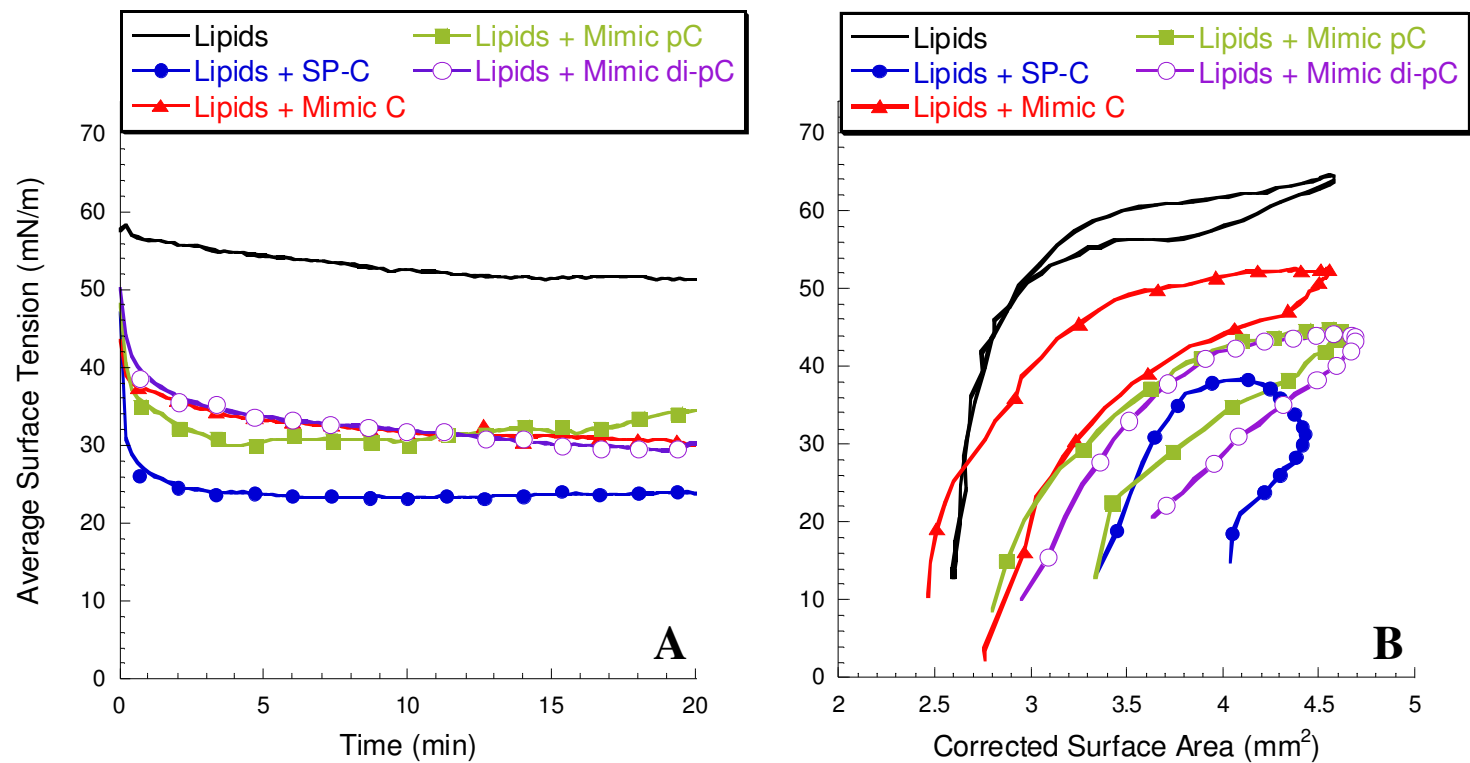 Lipids
Lipids + SP-C
Lipids + Mimic C
Lipids + Mimic pC
Lipids + Mimic di-pC
Average Surface Tension (mN/m)
70
60
50
40
30
20
10
0
0 5 10 15 20
Time (min)
A
Lipids
Lipids + SP-C
Lipids + Mimic C
Lipids + Mimic pC
Lipids + Mimic di-pC
70
60
50
40
30
20
10
0
2 2.5 3 3.5 4 4.5 5
Corrected Surface Area (mm²)
B